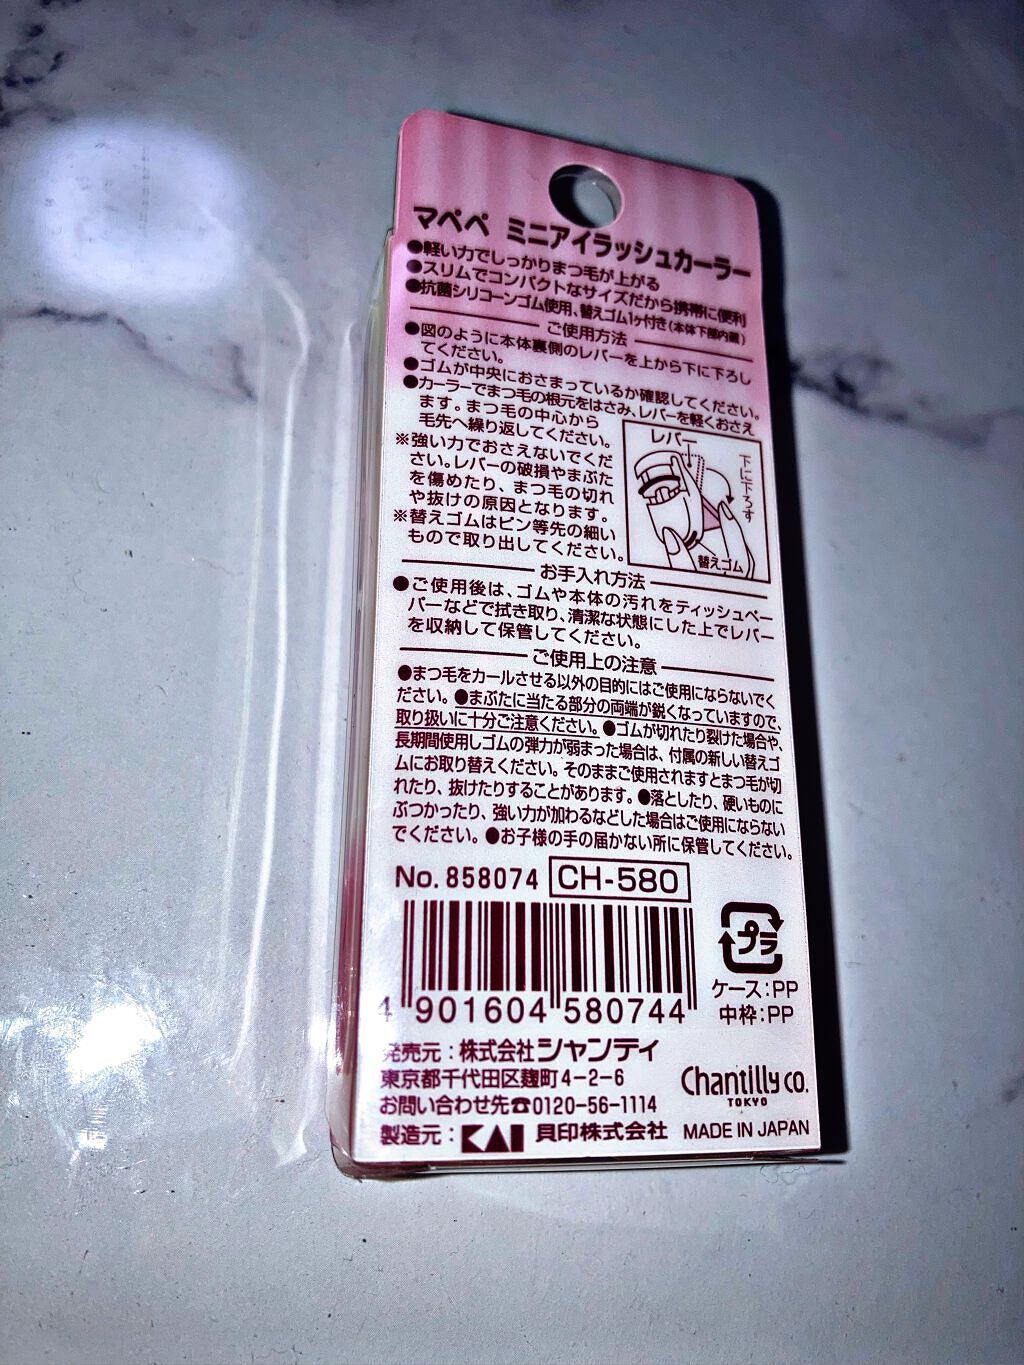 マペペ ミニアイラッシュカーラー
●軽い力でしっかりまつ毛が上がる
●スリムでコンパクトなサイズだから携帯に便利
●抗菌シリコーンゴム使用、替えゴム1ヶ付き(本体下部内蔵)
ご使用方法
●図のように本体裏側のレバーを上から下に下ろし
てください。
●ゴムが中央におさまっているか確認してください。
●カーラーでまつ毛の根元をはさみ、レバーを軽くおさえ
ます。まつ毛の中心から
毛先へ繰り返してください。
※強い力でおさえないでくだ
さい。レバーの破損やまぶた
を傷めたり、まつ毛の切れ
や抜けの原因となります。
※替えゴムはピン等先の細い
もので取り出してください。
レバー
下に下ろす
替えゴム
お手入れ方法
●ご使用後は、ゴムや本体の汚れをティッシュペー
パーなどで拭き取り、清潔な状態にした上でレバー
を収納して保管してください。
ご使用上の注意
●まつ毛をカールさせる以外の目的にはご使用にならないでく
ださい。●まぶたに当たる部分の両端が鋭くなっていますので、
取り扱いに十分ご注意ください。●ゴムが切れたり裂けた場合や、
長期間使用しゴムの弾力が弱まった場合は、付属の新しい替えゴ
ムにお取り替えください。そのままご使用されますとまつ毛が切
れたり、抜けたりすることがあります。●落としたり、硬いものに
ぶつかったり、強い力が加わるなどした場合はご使用にならない
でください。●お子様の手の届かない所に保管してください。
No. 858074 CH-580
プラ
ケース:PP
中枠:PP
4 901604 580744
発売元:株式会社シャンティ
東京都千代田区麹町4-2-6
お問い合わせ先☎0120-56-1114
Chantilly CO.
TOKYO
製造元:KAI 貝印株式会社 MADE IN JAPAN